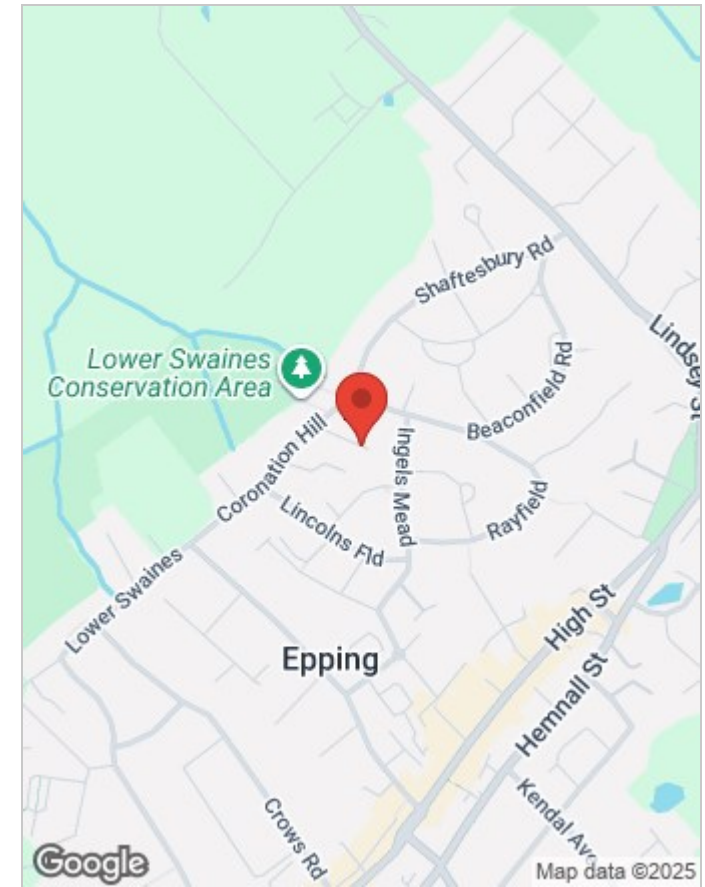 Shaftesbury Rd
Lindsey St
Lower Swaines
Conservation Area
Beaconfield Rd
Coronation Hill
Ingels Mead
Lincolns Fld
Rayfield
Lower Swaines
High St
Epping
Hemnall St
Crows Rd
Kendal Ave
Google
Map data ©2025